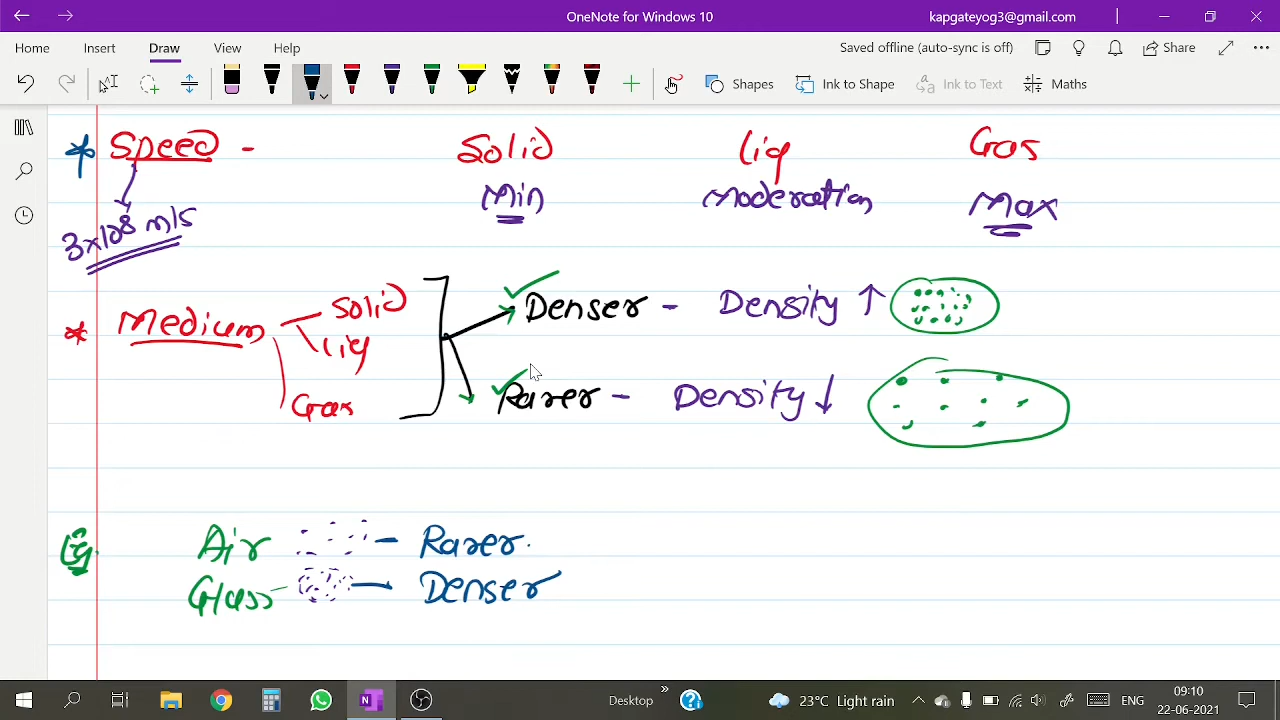 OneNote for Windows 10
kapgateyog3@gmail.com
Home Insert Draw View Help
Saved offline (auto-sync is off)
Share
Shapes
Ink to Shape
Ink to Text
Maths
* Speed - Solid Liq Gas
Min Moderation Max
3×10⁸ m/s
* Medium Solid
Liq
Gas
Denser - Density ↑
Rarer - Density ↓
Eg. Air - Rarer.
Glass - Denser
Desktop
23°C Light rain
ENG
09:10
22-06-2021